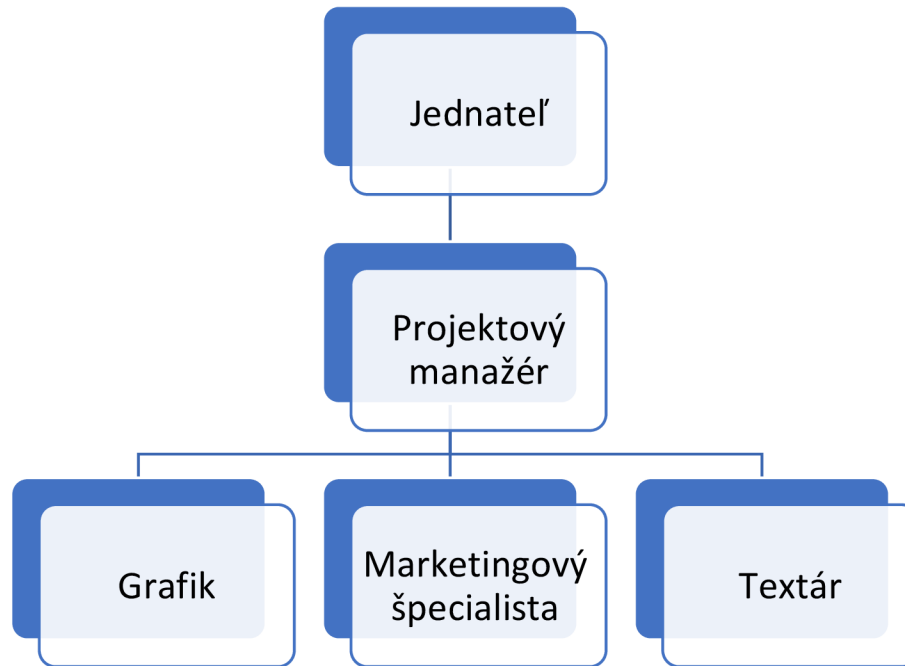 Jednateľ
Projektový
manažér
Grafik
Marketingový
špecialista
Textár